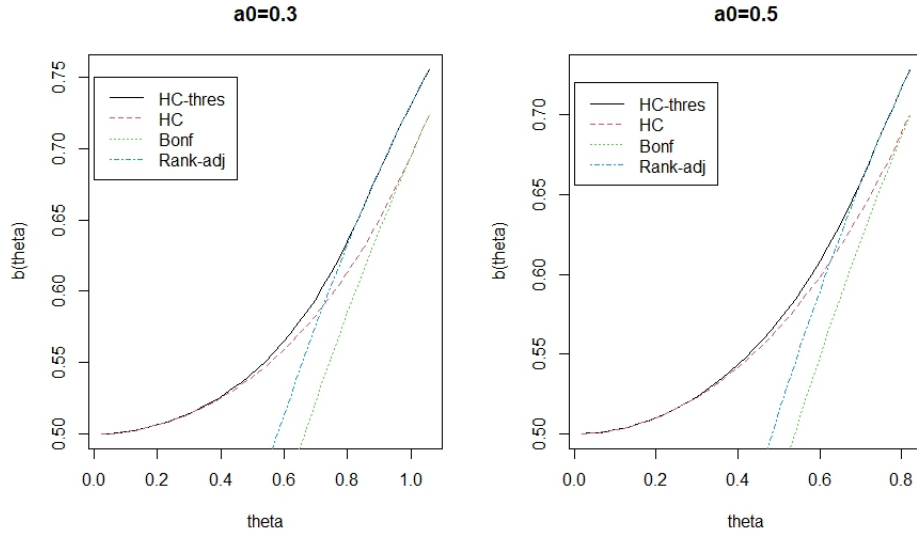 a0=0.3
b(theta)
0.50
0.55
0.60
0.65
0.70
0.75
HC-thres
HC
Bonf
Rank-adj
0.0 0.2 0.4 0.6 0.8 1.0
theta
a0=0.5
b(theta)
0.50
0.55
0.60
0.65
0.70
HC-thres
HC
Bonf
Rank-adj
0.0 0.2 0.4 0.6 0.8
theta